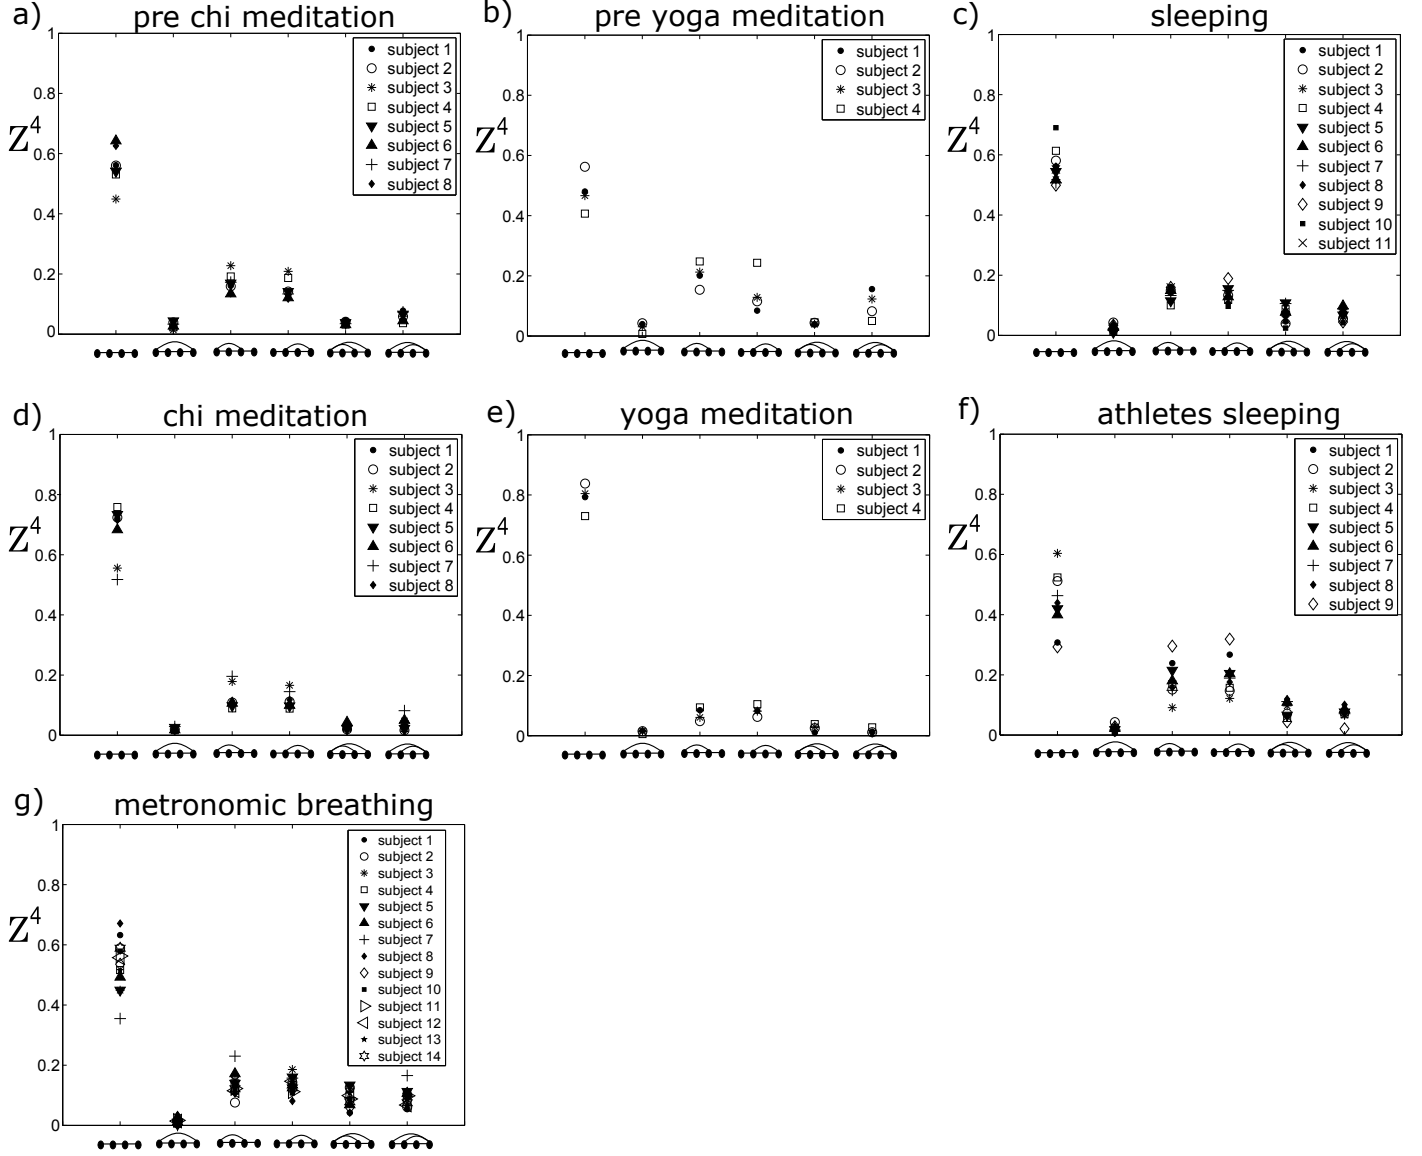 a) pre chi meditation
Z4
1
0.8
0.6
0.4
0.2
0
subject 1
subject 2
subject 3
subject 4
subject 5
subject 6
subject 7
subject 8
b) pre yoga meditation
Z4
1
0.8
0.6
0.4
0.2
0
subject 1
subject 2
subject 3
subject 4
c) sleeping
Z4
1
0.8
0.6
0.4
0.2
0
subject 1
subject 2
subject 3
subject 4
subject 5
subject 6
subject 7
subject 8
subject 9
subject 10
subject 11
d) chi meditation
Z4
1
0.8
0.6
0.4
0.2
0
subject 1
subject 2
subject 3
subject 4
subject 5
subject 6
subject 7
subject 8
e) yoga meditation
Z4
1
0.8
0.6
0.4
0.2
0
subject 1
subject 2
subject 3
subject 4
f) athletes sleeping
Z4
1
0.8
0.6
0.4
0.2
0
subject 1
subject 2
subject 3
subject 4
subject 5
subject 6
subject 7
subject 8
subject 9
g) metronomic breathing
Z4
1
0.8
0.6
0.4
0.2
0
subject 1
subject 2
subject 3
subject 4
subject 5
subject 6
subject 7
subject 8
subject 9
subject 10
subject 11
subject 12
subject 13
subject 14